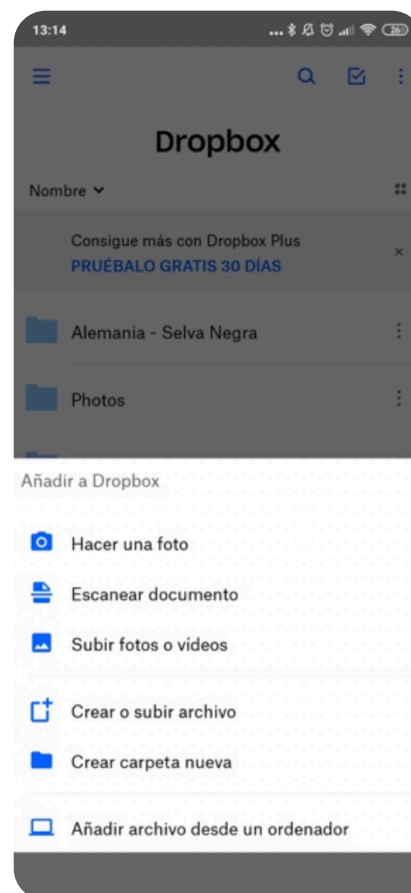 13:14
26
Dropbox
Nombre
Consigue más con Dropbox Plus
PRUÉBALO GRATIS 30 DÍAS
Alemania - Selva Negra
Photos
Añadir a Dropbox
Hacer una foto
Escanear documento
Subir fotos o vídeos
Crear o subir archivo
Crear carpeta nueva
Añadir archivo desde un ordenador